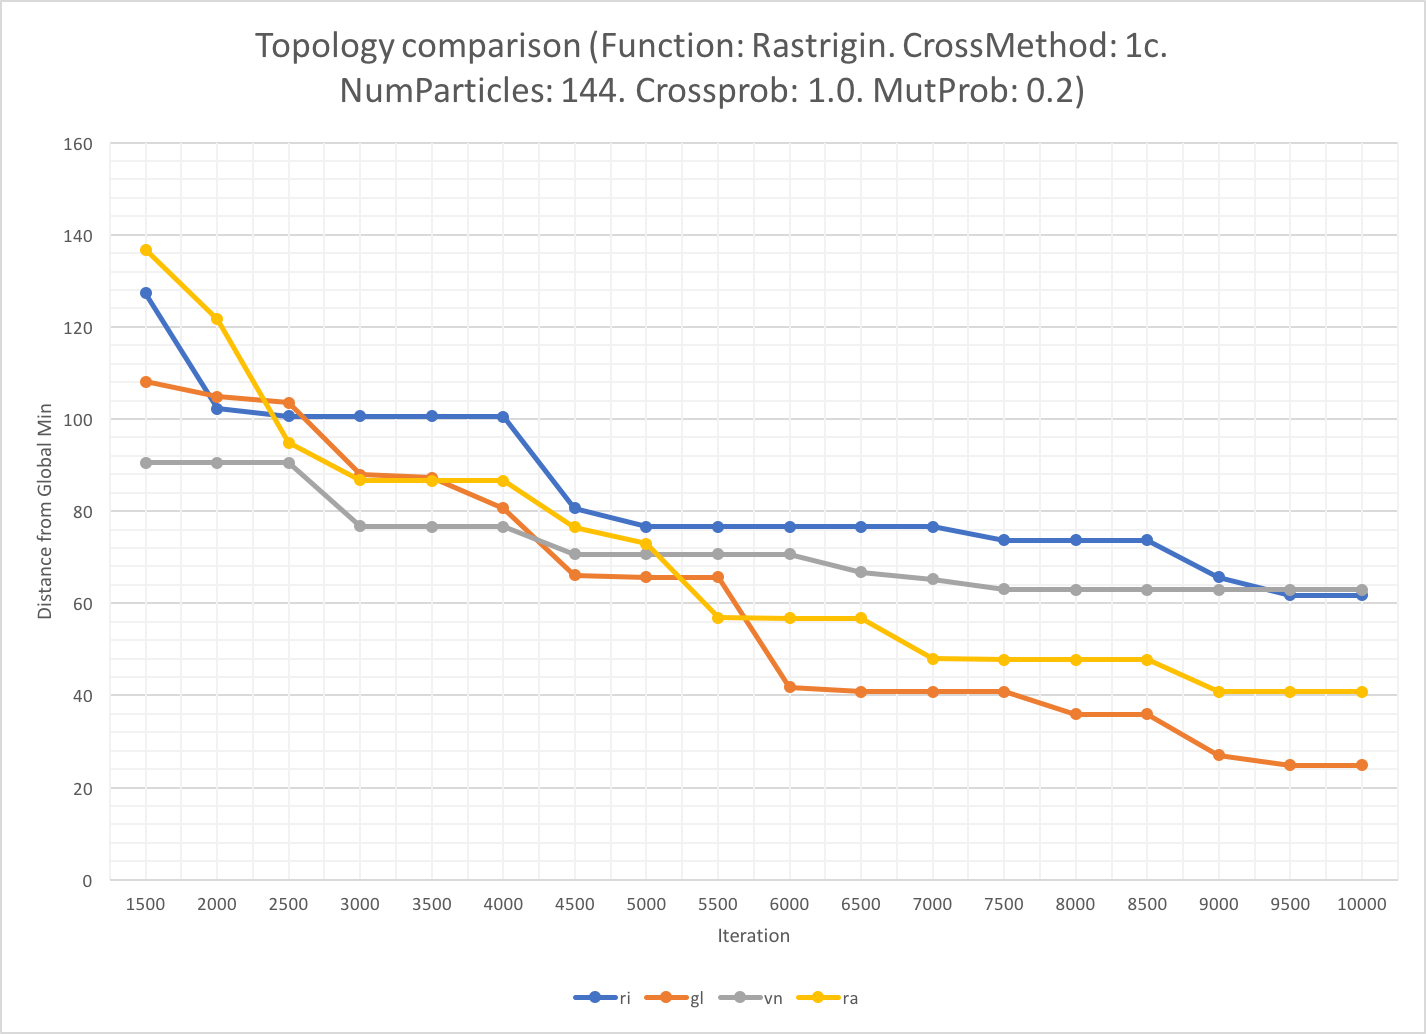 Topology comparison (Function: Rastrigin. CrossMethod: 1c.
NumParticles: 144. Crossprob: 1.0. MutProb: 0.2)
160
140
120
100
80
60
40
20
0
Distance from Global Min
1500 2000 2500 3000 3500 4000 4500 5000 5500 6000 6500 7000 7500 8000 8500 9000 9500 10000
Iteration
ri gl vn ra